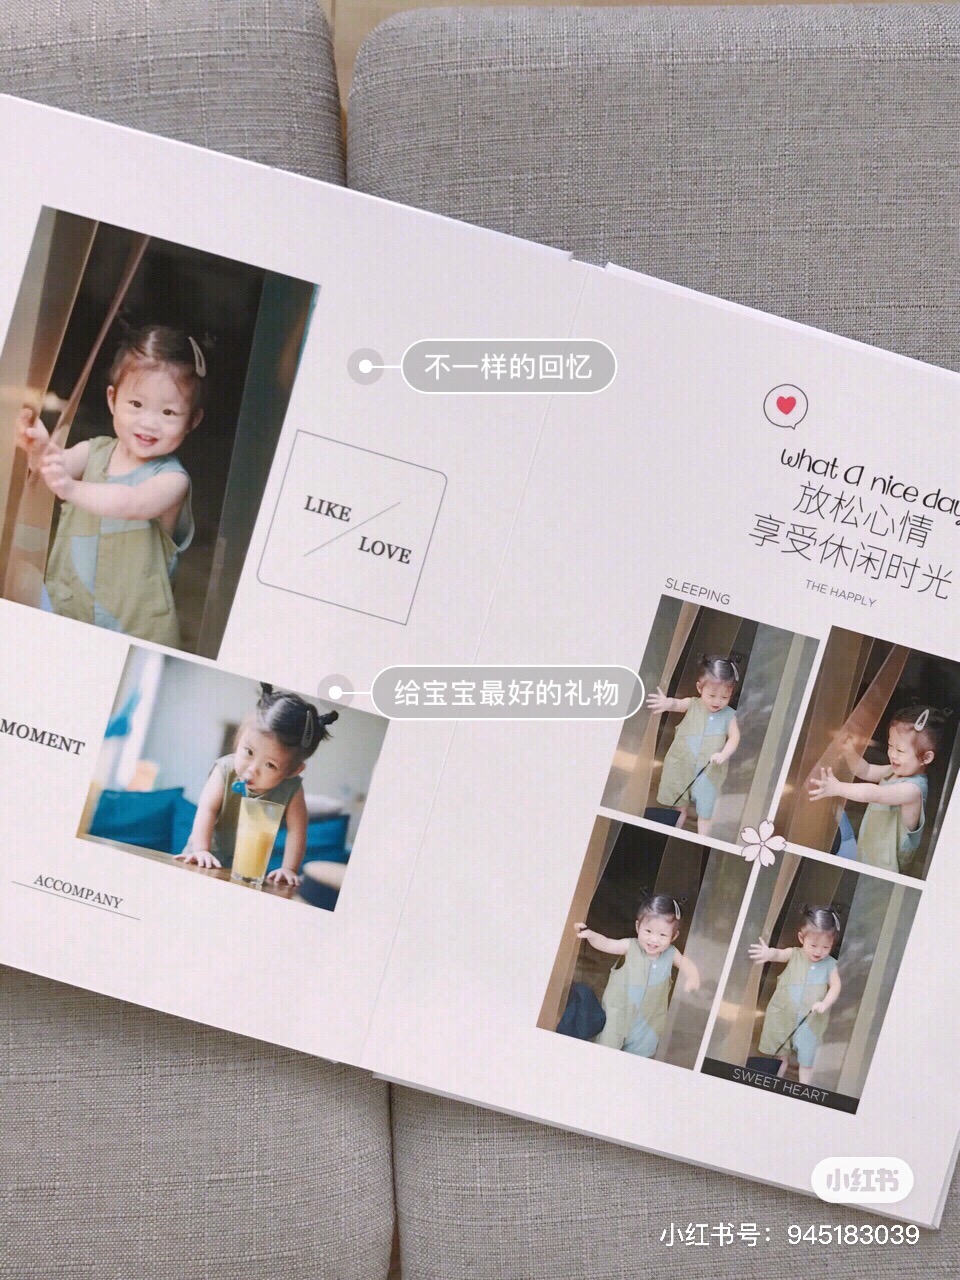 不一样的回忆
LIKE
LOVE
给宝宝最好的礼物
MOMENT
ACCOMPANY
what a nice day
放松心情
享受休闲时光
THE HAPPLY
SLEEPING
SWEET HEART
小红书
小红书号：945183039